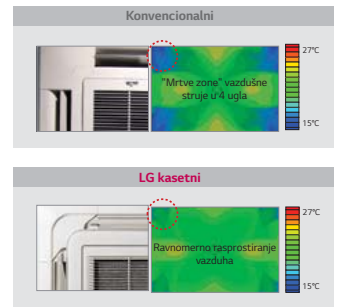 Konvencionalni
27°C
"Mrtve zone" vazdušne
struje u 4 ugla
15°C
LG kasetni
27°C
Ravnomerno rasprostiranje
vazduha
15°C